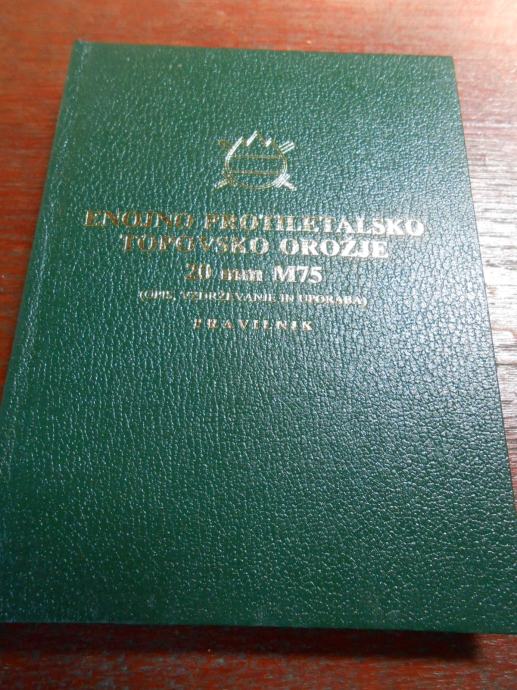 ENOJNO PROTILETALSKO
TOPOVSKO OROŽJE
20 mm M75
(OPIS, VZDRŽEVANJE IN UPORABA)
PRAVILNIK